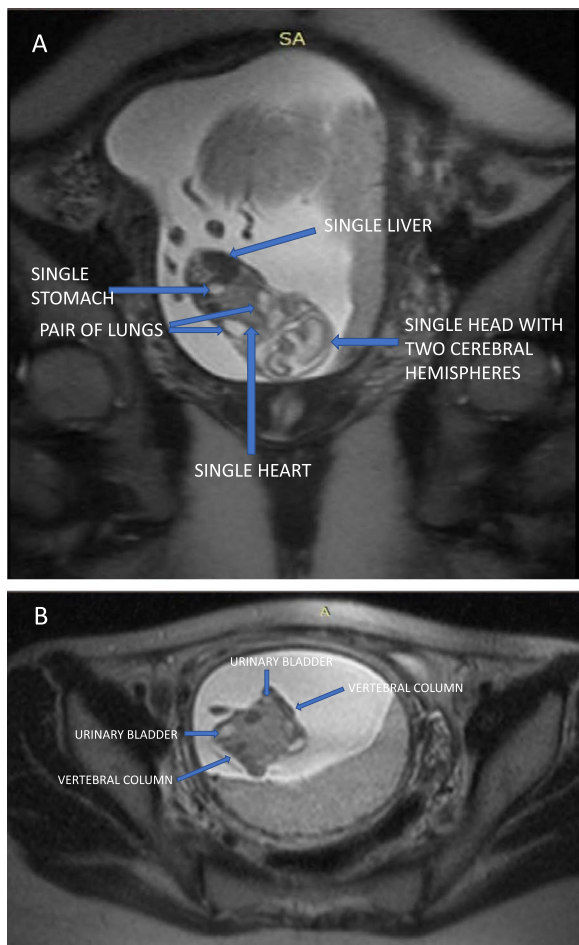 A
SA
SINGLE LIVER
SINGLE
STOMACH
PAIR OF LUNGS
SINGLE HEAD WITH
TWO CEREBRAL
HEMISPHERES
SINGLE HEART
B
A
URINARY BLADDER
VERTEBRAL COLUMN
URINARY BLADDER
VERTEBRAL COLUMN